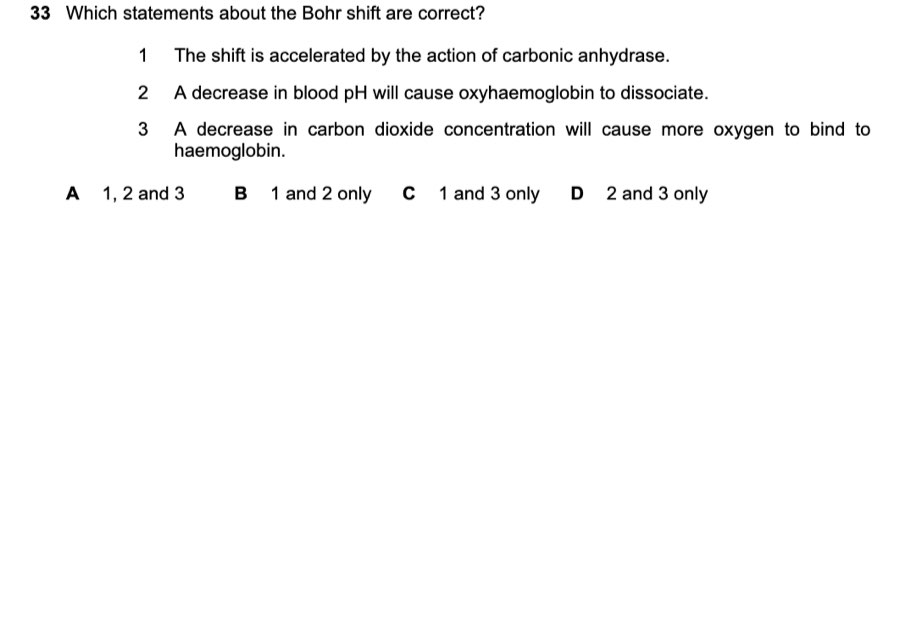 33 Which statements about the Bohr shift are correct?
1 The shift is accelerated by the action of carbonic anhydrase.
2 A decrease in blood pH will cause oxyhaemoglobin to dissociate.
3 A decrease in carbon dioxide concentration will cause more oxygen to bind to
haemoglobin.
A 1, 2 and 3 B 1 and 2 only C 1 and 3 only D 2 and 3 only